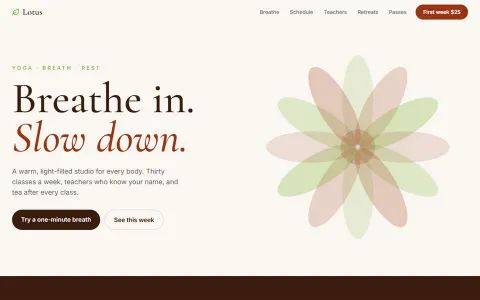 Lotus
Breathe Schedule Teachers Retreats Passes First week $25
YOGA · BREATH · REST
Breathe in.
Slow down.
A warm, light-filled studio for every body. Thirty
classes a week, teachers who know your name, and
tea after every class.
Try a one-minute breath See this week